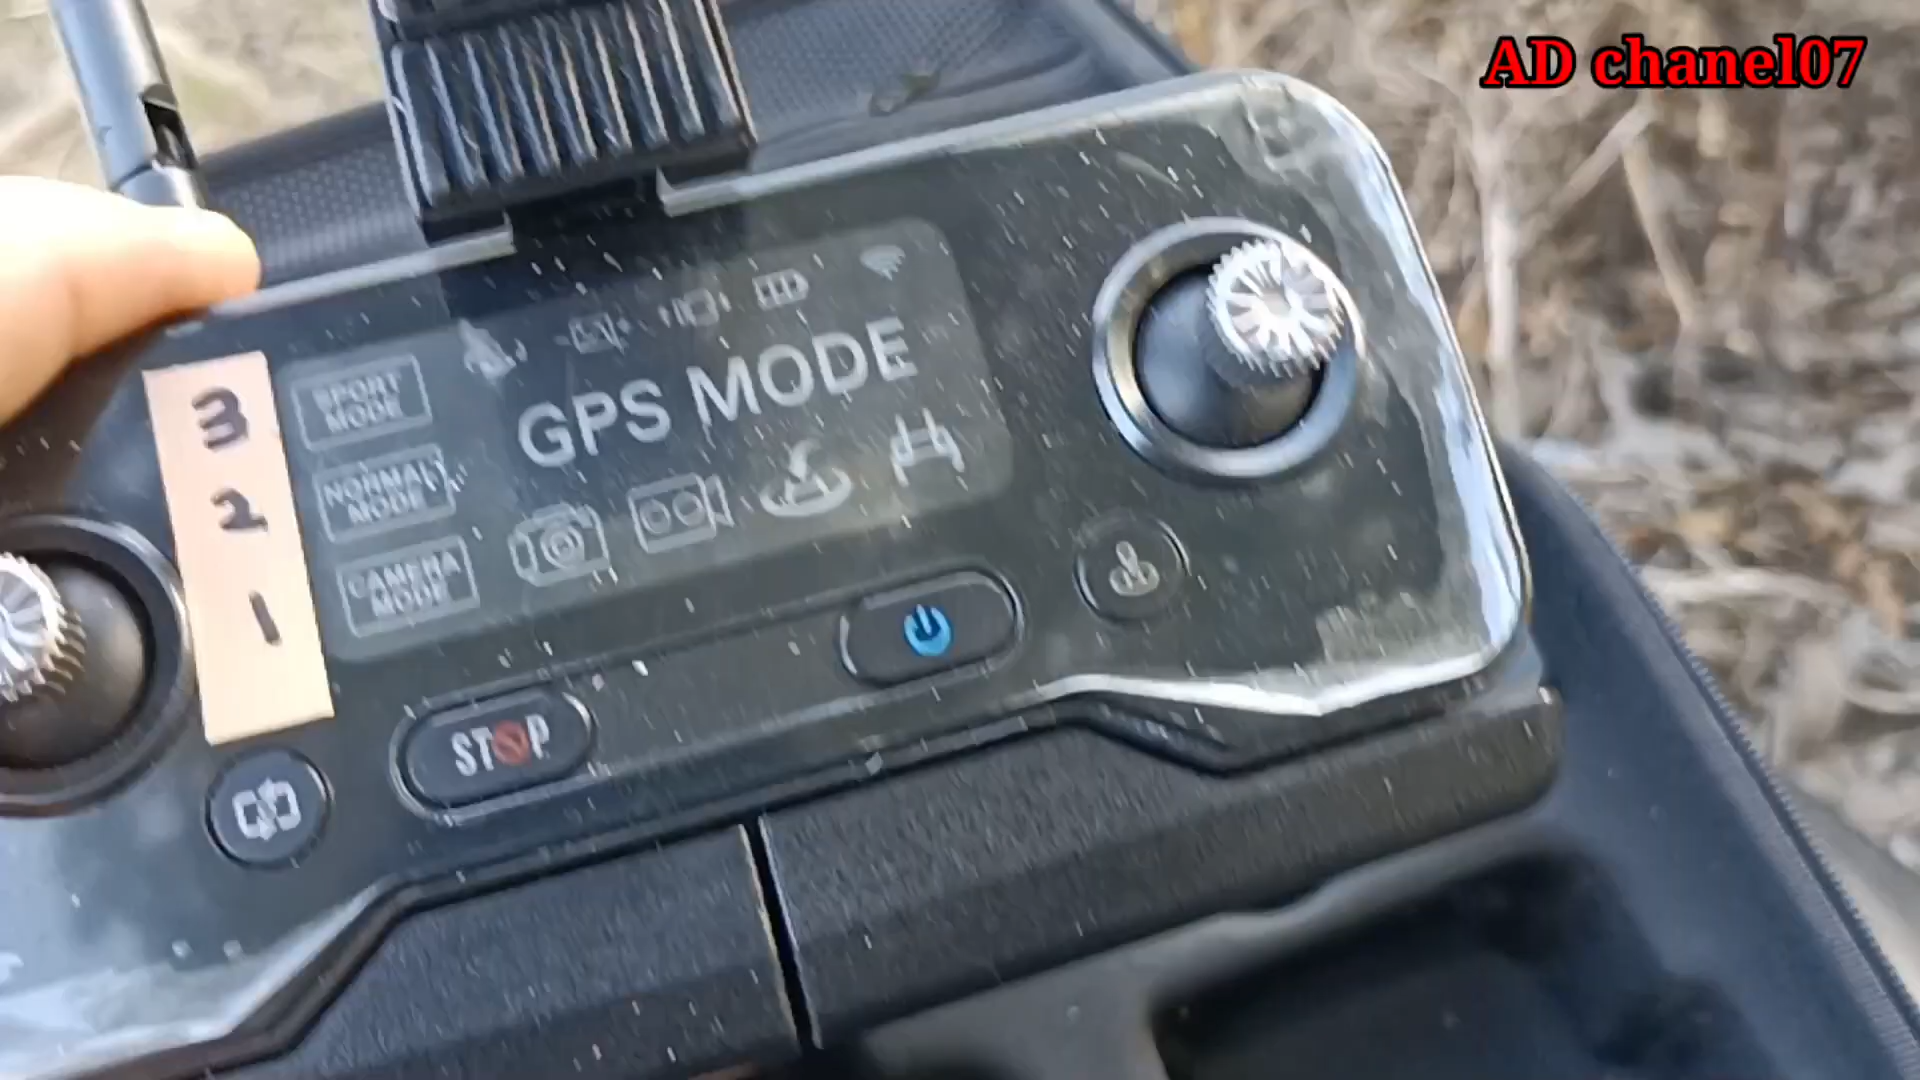 AD chanel07
3
2
1
SPORT
MODE
NORMAL
MODE
CAMERA
MODE
GPS MODE
STOP